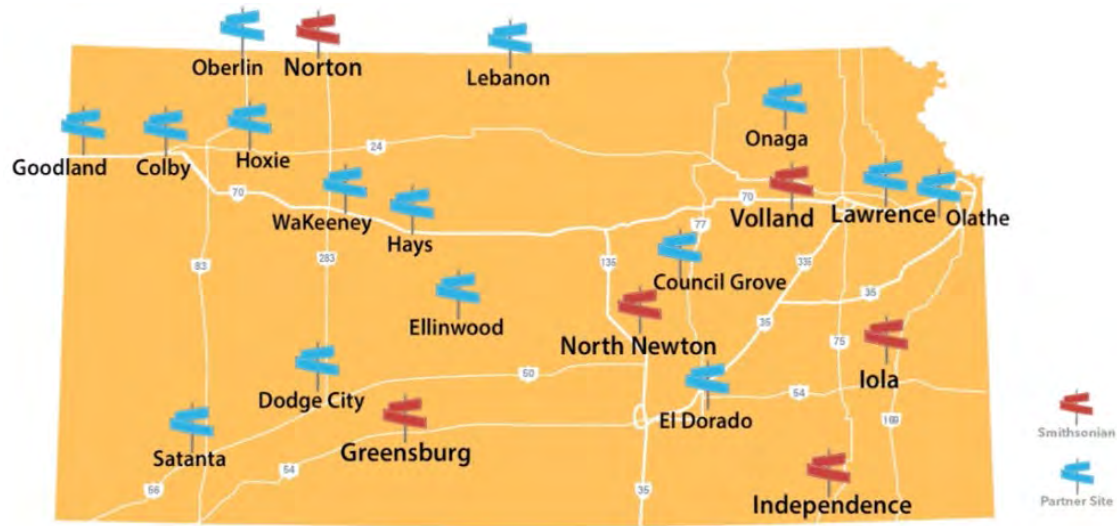 Oberlin
Norton
Lebanon
Onaga
Goodland
Colby
Hoxie
24
70
WaKeeney
Hays
70
Volland
Lawrence
Olathe
77
83
283
135
Council Grove
335
35
Ellinwood
North Newton
35
75
Iola
Dodge City
50
El Dorado
54
169
Smithsonian
Satanta
Greensburg
54
56
35
Independence
Partner Site